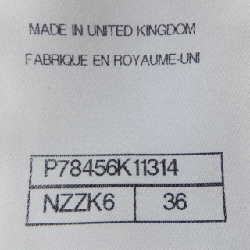 MADE IN UNITED KINGDOM
FABRIQUE EN ROYAUME-UNI
P78456K11314
NZZK6 36